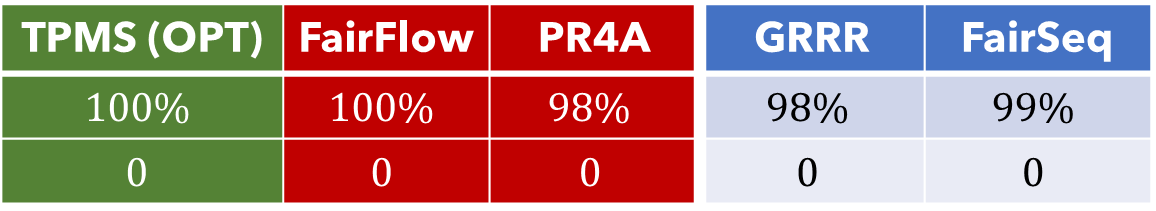 TPMS (OPT) FairFlow PR4A GRRR FairSeq
100% 100% 98% 98% 99%
0 0 0 0 0